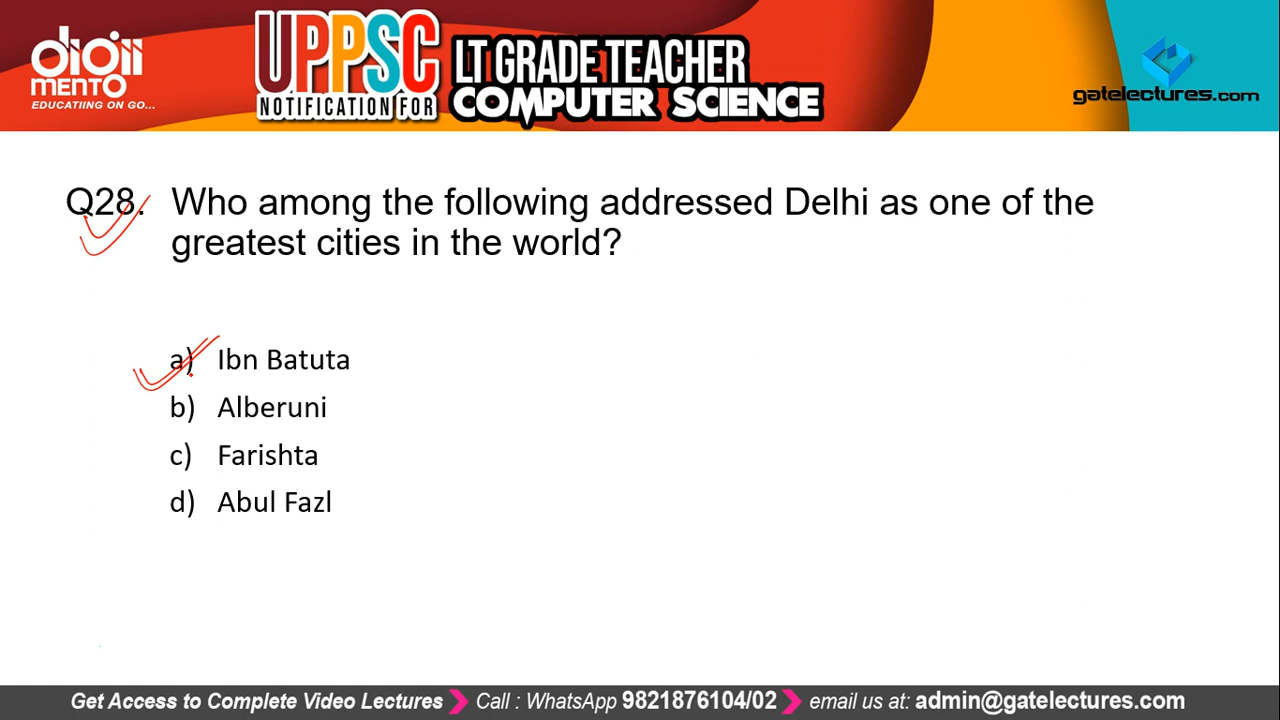 digii
MENTO
EDUCATIING ON GO...
UPPSC
NOTIFICATION FOR
LT GRADE TEACHER
COMPUTER SCIENCE
gatelectures.com
Q28. Who among the following addressed Delhi as one of the
greatest cities in the world?
a) Ibn Batuta
b) Alberuni
c) Farishta
d) Abul Fazl
Get Access to Complete Video Lectures Call : WhatsApp 9821876104/02 email us at: admin@gatelectures.com